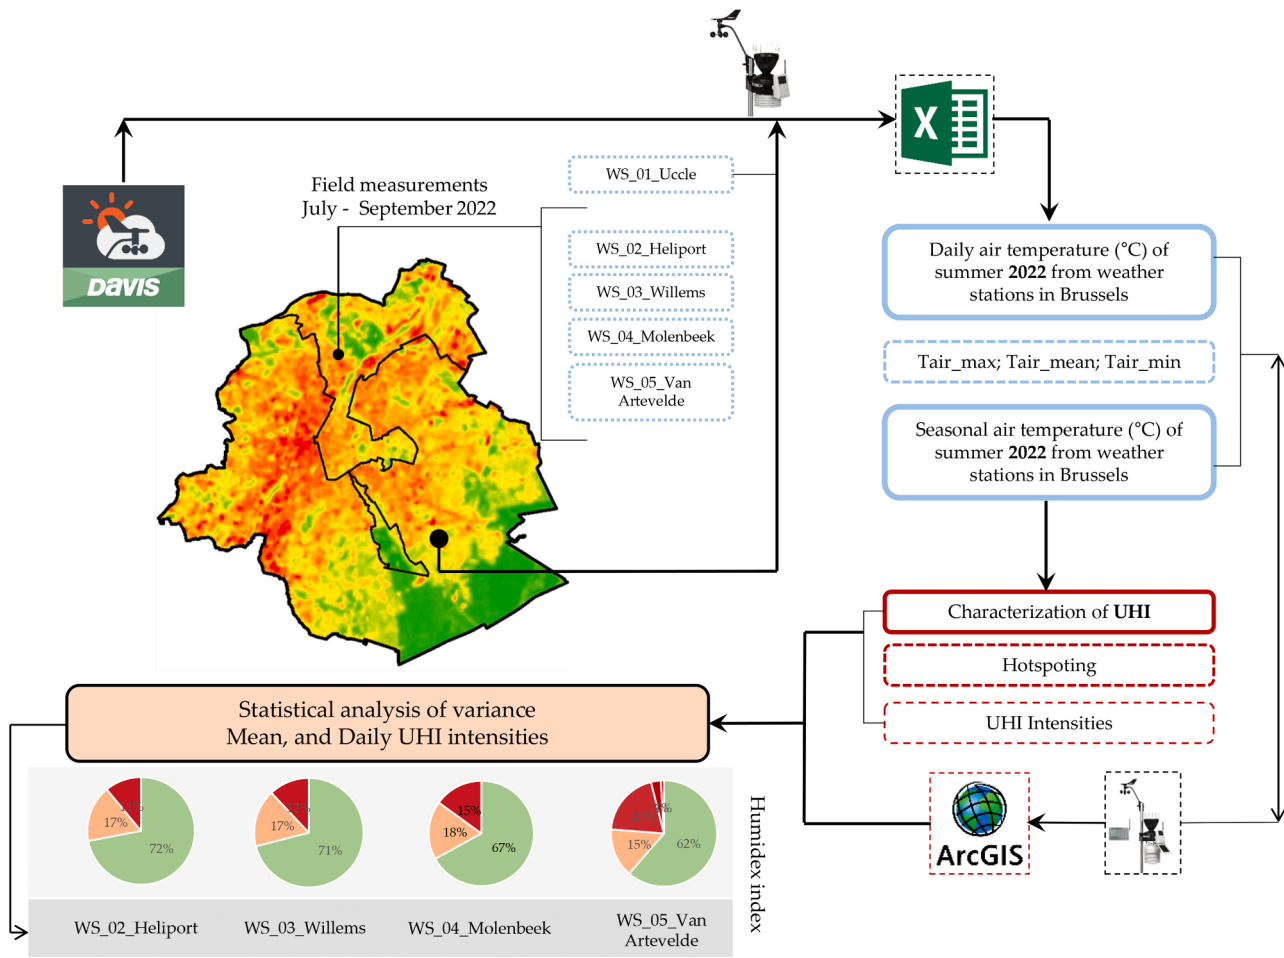 Field measurements
July - September 2022
DAVIS
WS_01_Uccle
WS_02_Heliport
WS_03_Willems
WS_04_Molenbeek
WS_05_Van
Artevelde
X
Daily air temperature (°C) of
summer 2022 from weather
stations in Brussels
Tair_max; Tair_mean; Tair_min
Seasonal air temperature (°C) of
summer 2022 from weather
stations in Brussels
Characterization of UHI
Hotspoting
UHI Intensities
ArcGIS
Statistical analysis of variance
Mean, and Daily UHI intensities
17%
72%
17%
71%
15%
18%
67%
15%
62%
Humidex index
WS_02_Heliport
WS_03_Willems
WS_04_Molenbeek
WS_05_Van
Artevelde